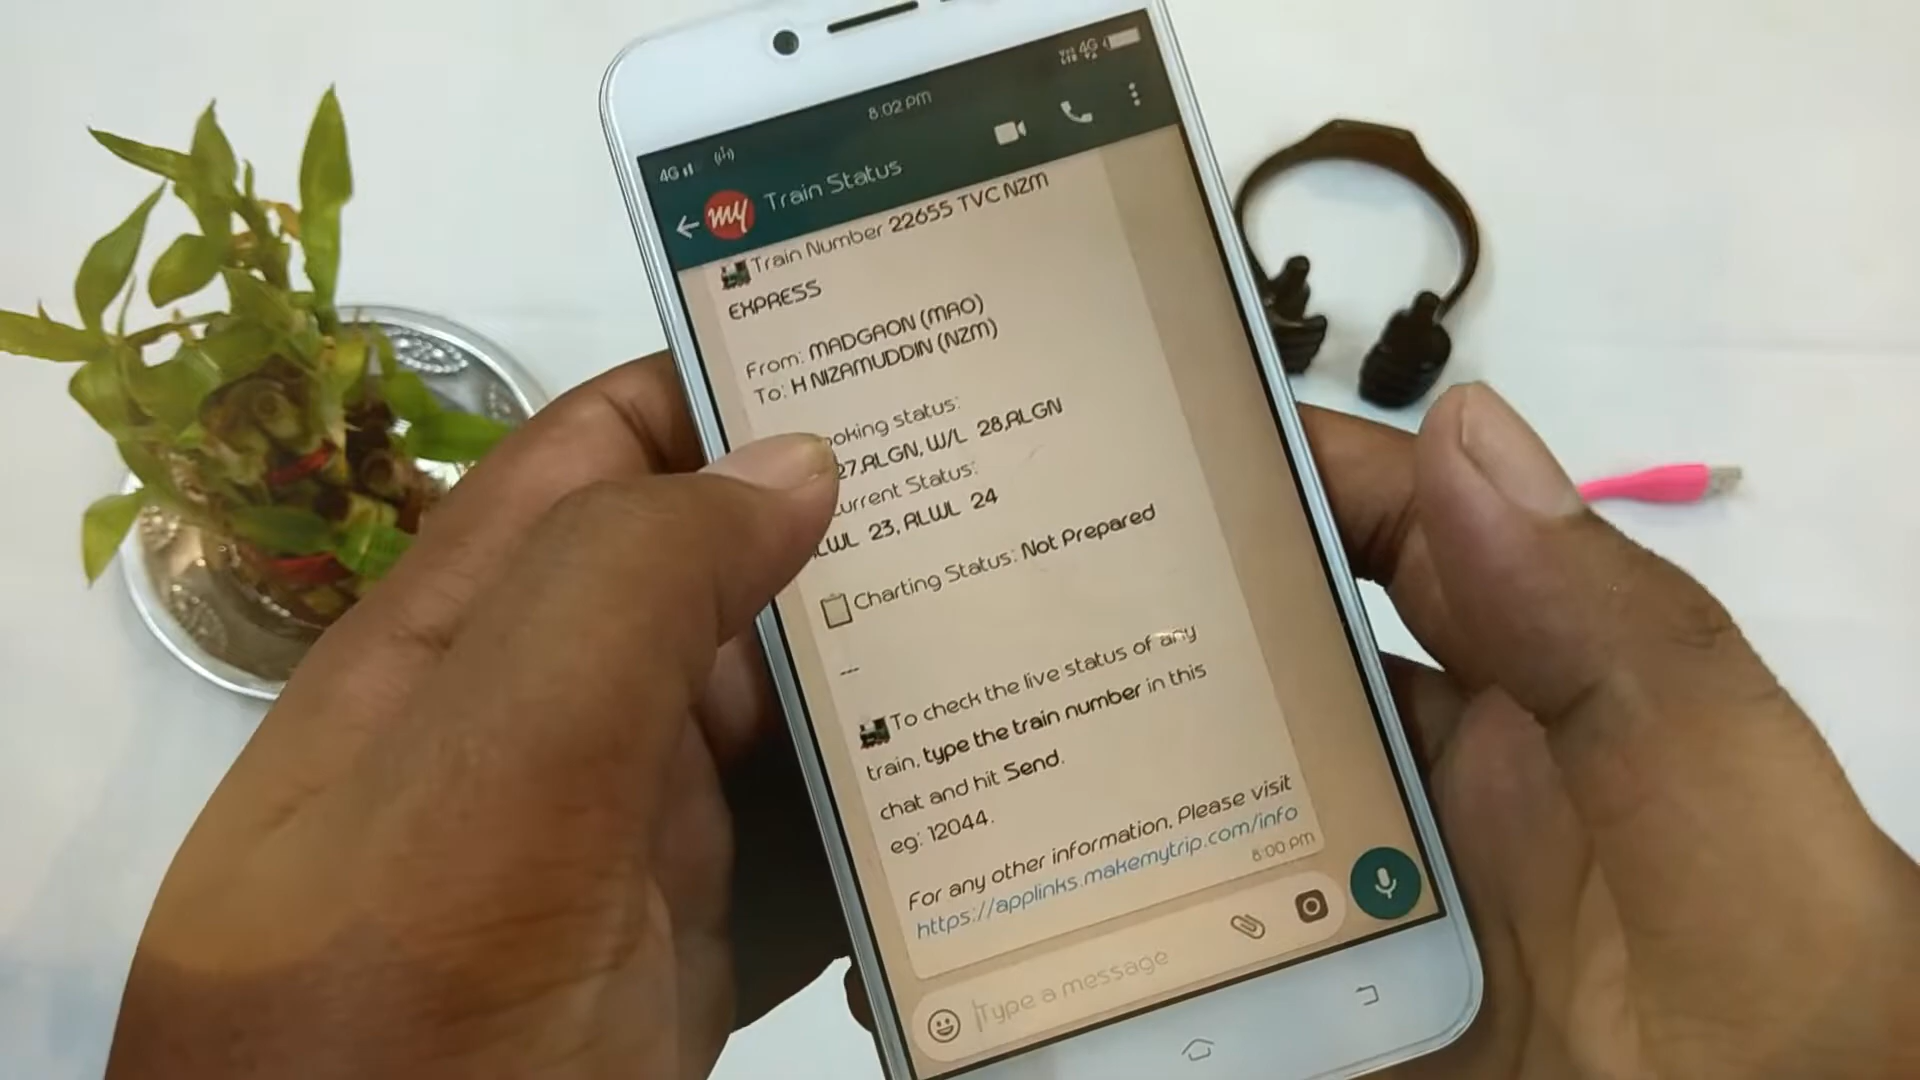 8:02 PM
4G
4G
my Train Status
Train Number 22655 TVC NZM
EXPRESS
From: MADGAON (MAO)
To: H NIZAMUDDIN (NZM)
ooking status:
27,RLGN, W/L 28,RLGN
urrent Status:
LWL 23, RLWL 24
Charting Status: Not Prepared
---
To check the live status of any
train, type the train number in this
chat and hit Send.
eg: 12044.
For any other information, Please visit
https://applinks.makemytrip.com/info
8:00 PM
Type a message